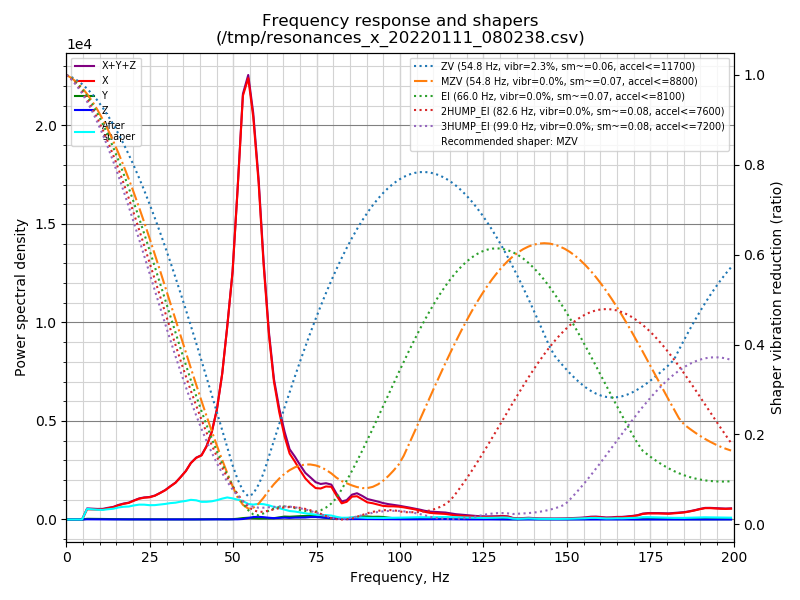 Frequency response and shapers
(/tmp/resonances_x_20220111_080238.csv)
1e4
X+Y+Z
X
Y
Z
After
shaper
ZV (54.8 Hz, vibr=2.3%, sm~=0.06, accel<=11700)
MZV (54.8 Hz, vibr=0.0%, sm~=0.07, accel<=8800)
EI (66.0 Hz, vibr=0.0%, sm~=0.07, accel<=8100)
2HUMP_EI (82.6 Hz, vibr=0.0%, sm~=0.08, accel<=7600)
3HUMP_EI (99.0 Hz, vibr=0.0%, sm~=0.08, accel<=7200)
Recommended shaper: MZV
Power spectral density
2.0
1.5
1.0
0.5
0.0
1.0
0.8
0.6
0.4
0.2
0.0
Shaper vibration reduction (ratio)
0 25 50 75 100 125 150 175 200
Frequency, Hz